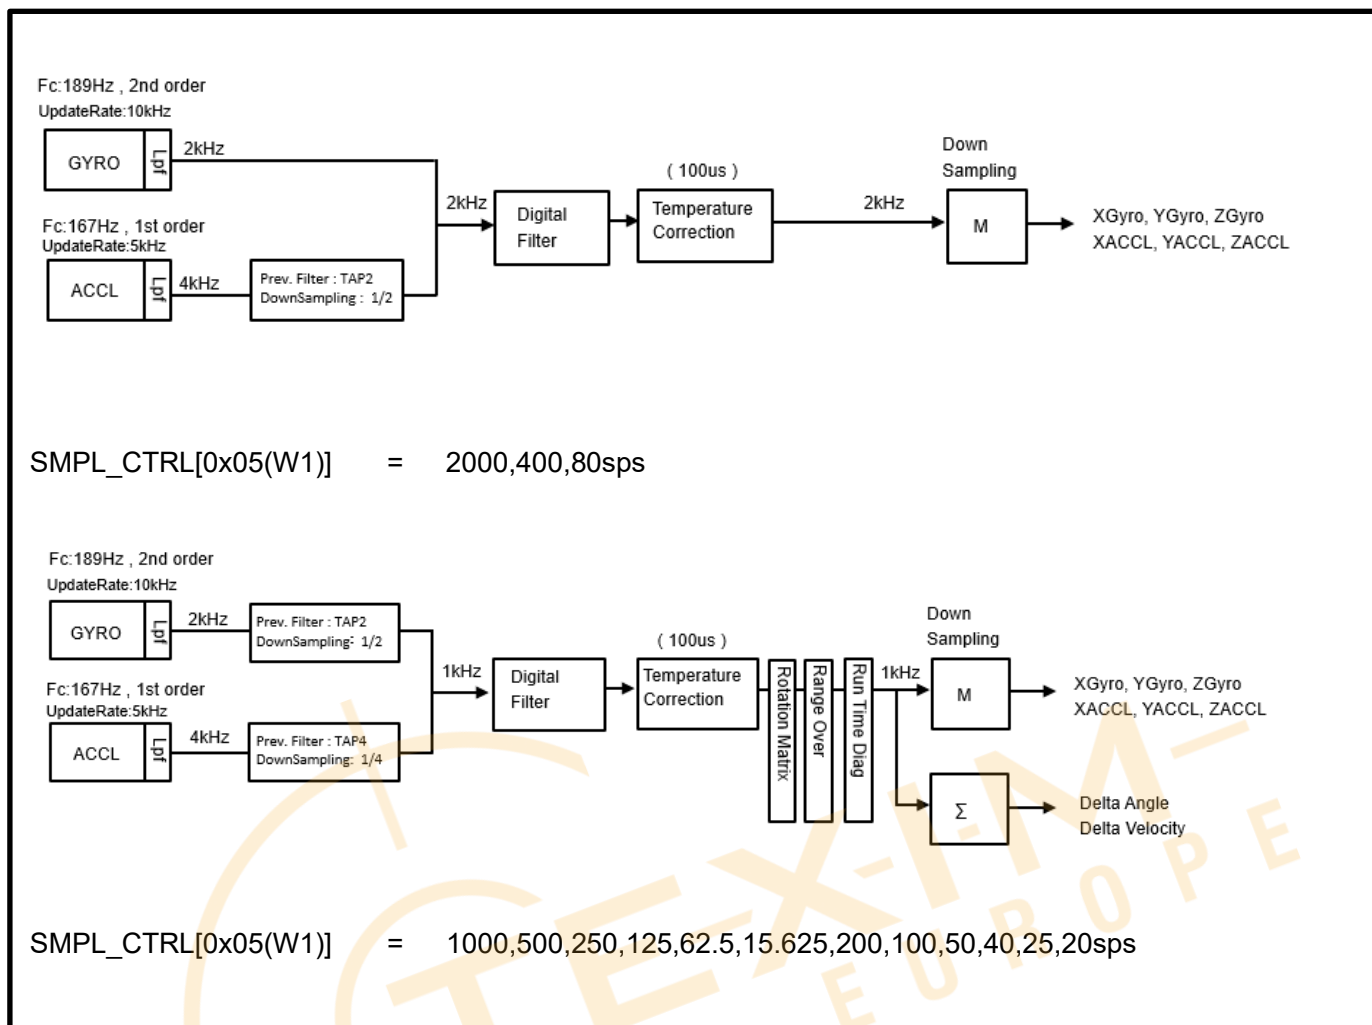 Fc:189Hz , 2nd order
UpdateRate:10kHz
GYRO
Lpf
2kHz
Fc:167Hz , 1st order
UpdateRate:5kHz
ACCL
Lpf
4kHz
Prev. Filter : TAP2
DownSampling : 1/2
2kHz
Digital
Filter
( 100us )
Temperature
Correction
2kHz
Down
Sampling
M
XGyro, YGyro, ZGyro
XACCL, YACCL, ZACCL
SMPL_CTRL[0x05(W1)] = 2000,400,80sps
Fc:189Hz , 2nd order
UpdateRate:10kHz
GYRO
Lpf
2kHz
Prev. Filter : TAP2
DownSampling: 1/2
Fc:167Hz , 1st order
UpdateRate:5kHz
ACCL
Lpf
4kHz
Prev. Filter : TAP4
DownSampling: 1/4
1kHz
Digital
Filter
( 100us )
Temperature
Correction
Rotation Matrix
Range Over
Run Time Diag
1kHz
Down
Sampling
M
XGyro, YGyro, ZGyro
XACCL, YACCL, ZACCL
Σ
Delta Angle
Delta Velocity
SMPL_CTRL[0x05(W1)] = 1000,500,250,125,62.5,15.625,200,100,50,40,25,20sps
TEXIM
EUROPE